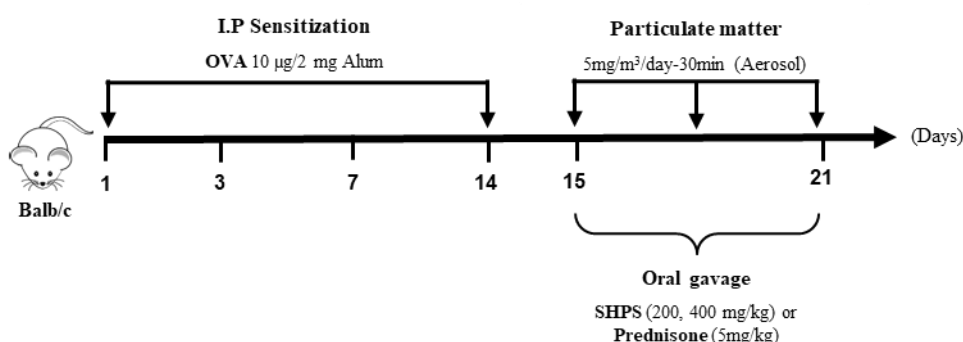 I.P Sensitization
OVA 10 μg/2 mg Alum
Particulate matter
5mg/m³/day-30min (Aerosol)
(Days)
Balb/c
1 3 7 14 15 21
Oral gavage
SHPS (200, 400 mg/kg) or
Prednisone (5mg/kg)